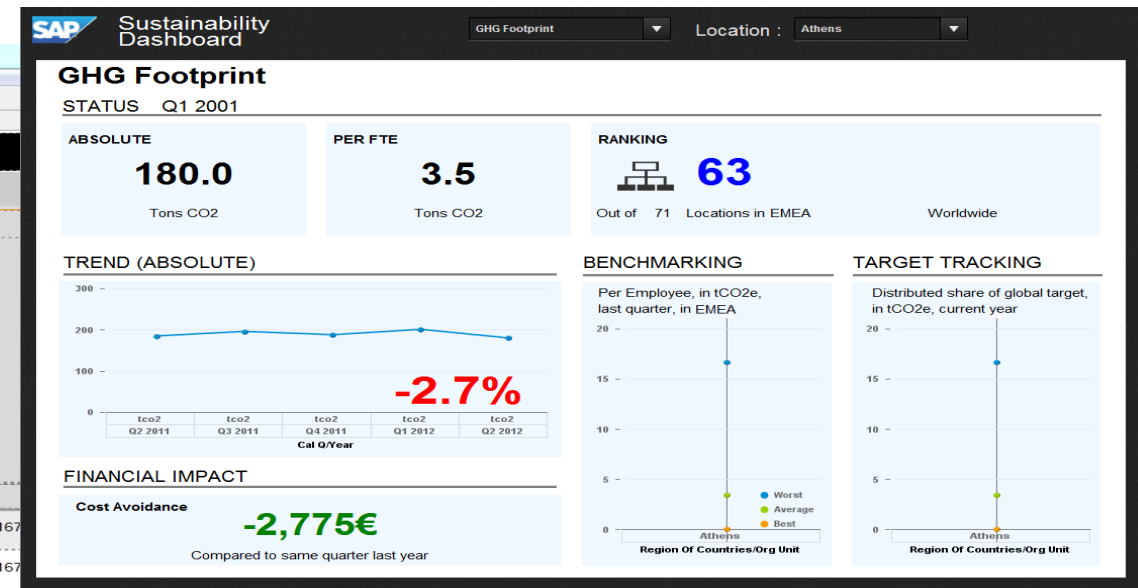 SAP Sustainability Dashboard
GHG Footprint
Location : Athens
GHG Footprint
STATUS Q1 2001
ABSOLUTE
180.0
Tons CO2
PER FTE
3.5
Tons CO2
RANKING
63
Out of 71 Locations in EMEA Worldwide
TREND (ABSOLUTE)
300
200
100
0
-2.7%
tco2 tco2 tco2 tco2 tco2
Q2 2011 Q3 2011 Q4 2011 Q1 2012 Q2 2012
Cal Q/Year
FINANCIAL IMPACT
Cost Avoidance
-2,775€
Compared to same quarter last year
BENCHMARKING
Per Employee, in tCO2e,
last quarter, in EMEA
20
15
10
5
0
Worst
Average
Best
Athens
Region Of Countries/Org Unit
TARGET TRACKING
Distributed share of global target,
in tCO2e, current year
20
15
10
5
0
Athens
Region Of Countries/Org Unit
167
167